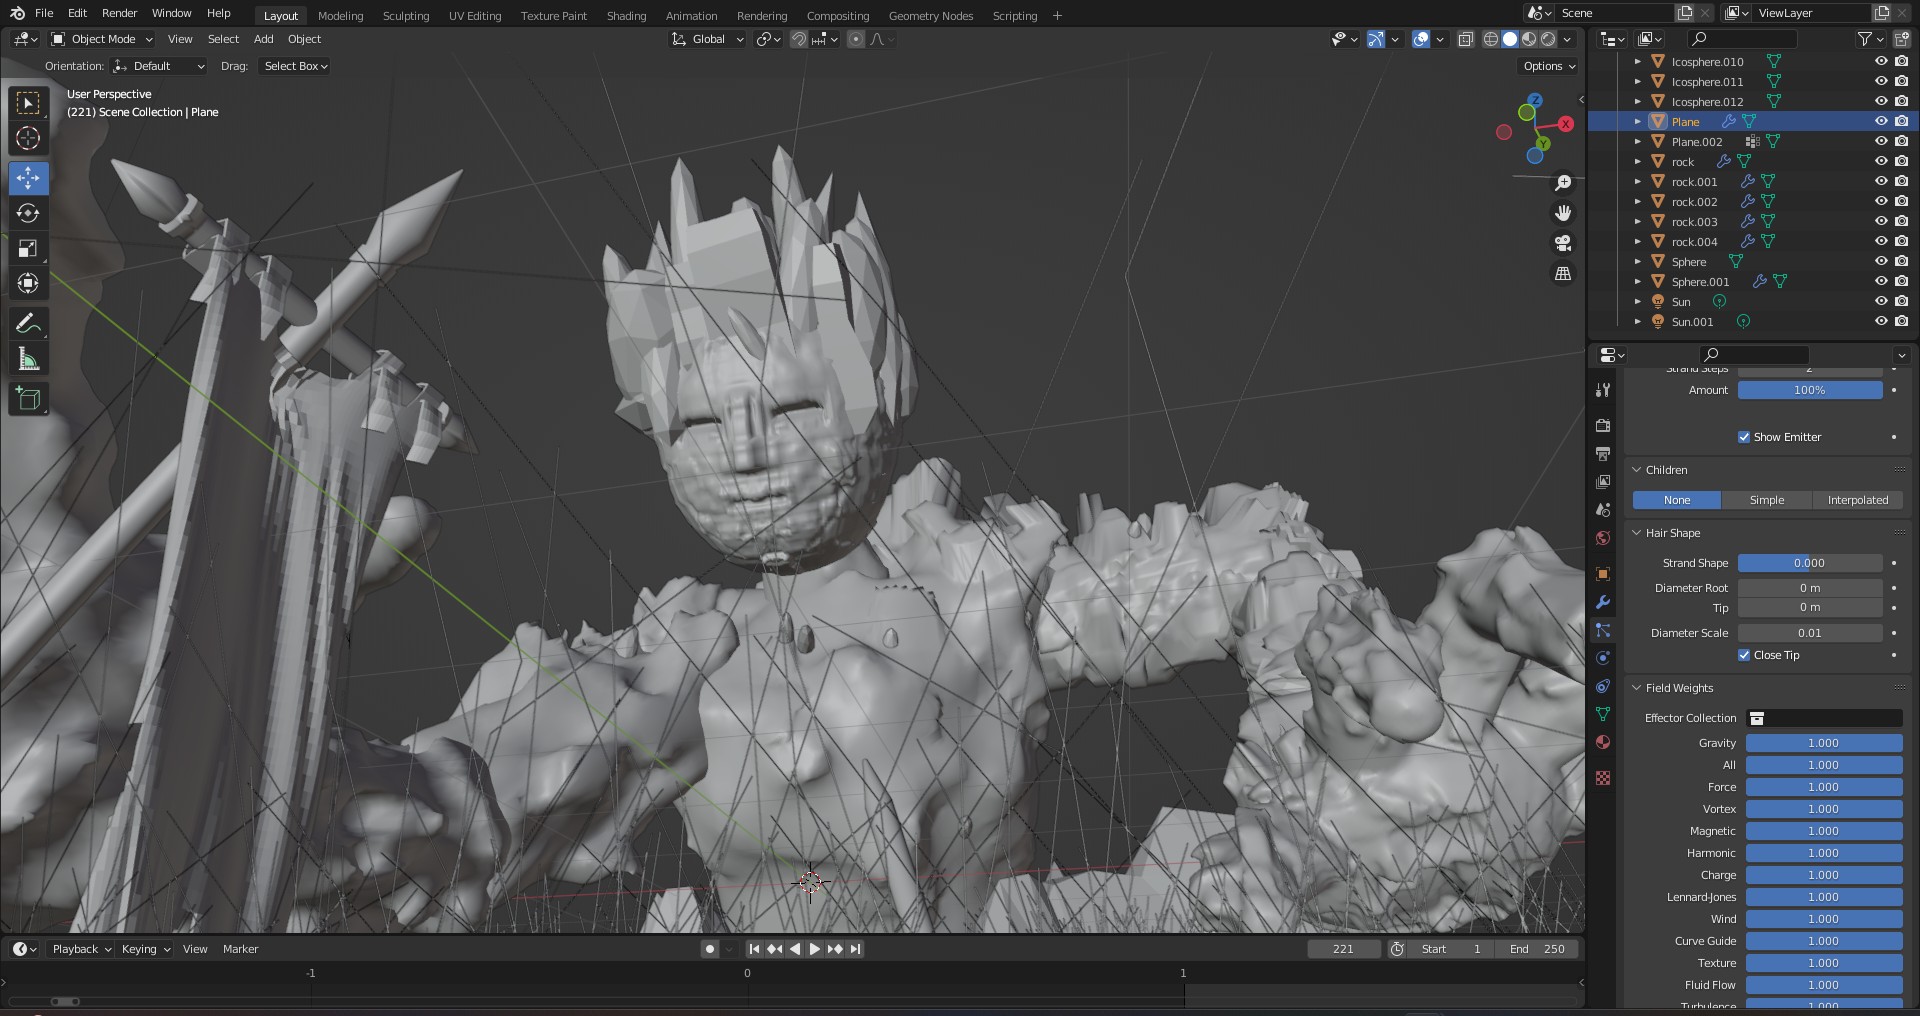 File Edit Render Window Help Layout Modeling Sculpting UV Editing Texture Paint Shading Animation Rendering Compositing Geometry Nodes Scripting + Scene ViewLayer
Object Mode View Select Add Object Global
Orientation: Default Drag: Select Box Options
User Perspective
(221) Scene Collection | Plane
Z
X
Y
Icosphere.010
Icosphere.011
Icosphere.012
Plane
Plane.002
rock
rock.001
rock.002
rock.003
rock.004
Sphere
Sphere.001
Sun
Sun.001
Strand Steps 2
Amount 100%
Show Emitter
Children
None Simple Interpolated
Hair Shape
Strand Shape 0.000
Diameter Root 0 m
Tip 0 m
Diameter Scale 0.01
Close Tip
Field Weights
Effector Collection
Gravity 1.000
All 1.000
Force 1.000
Vortex 1.000
Magnetic 1.000
Harmonic 1.000
Charge 1.000
Lennard-Jones 1.000
Wind 1.000
Curve Guide 1.000
Texture 1.000
Fluid Flow 1.000
Turbulence 1.000
Playback Keying View Marker 221 Start 1 End 250
-1 0 1